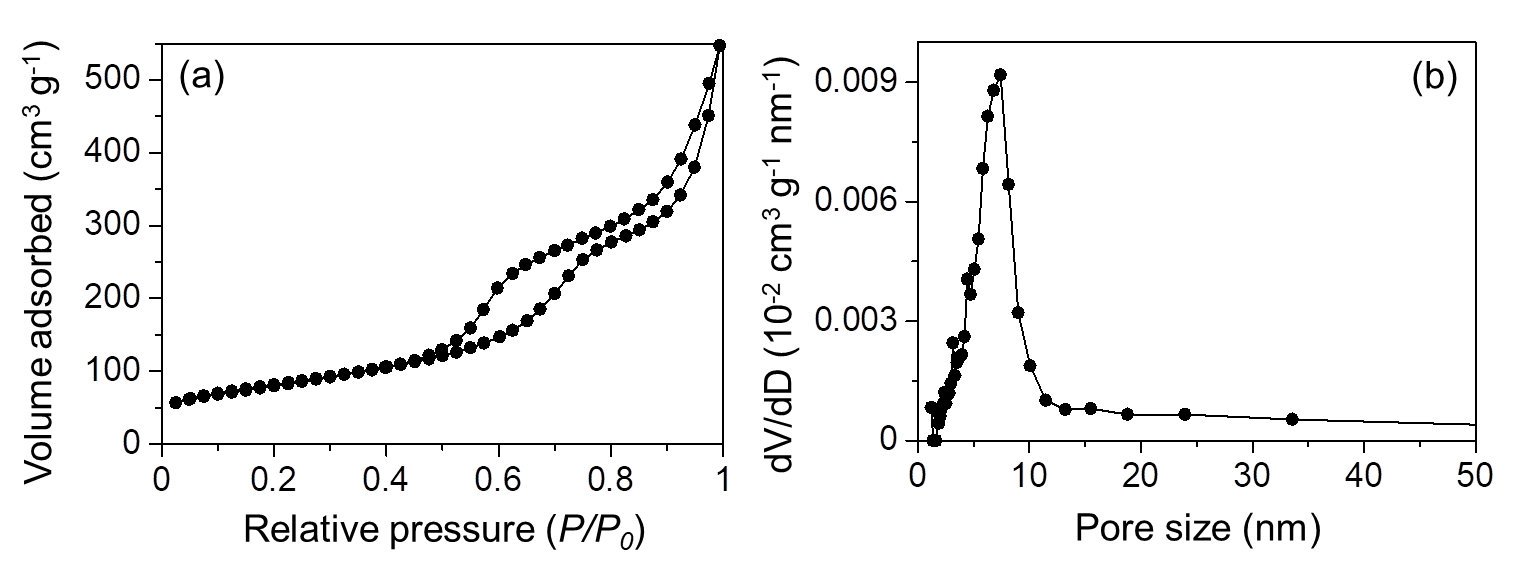 (a)
Volume adsorbed (cm³ g⁻¹)
500
400
300
200
100
0
0 0.2 0.4 0.6 0.8 1
Relative pressure (P/P₀)
(b)
dV/dD (10⁻² cm³ g⁻¹ nm⁻¹)
0.009
0.006
0.003
0
0 10 20 30 40 50
Pore size (nm)